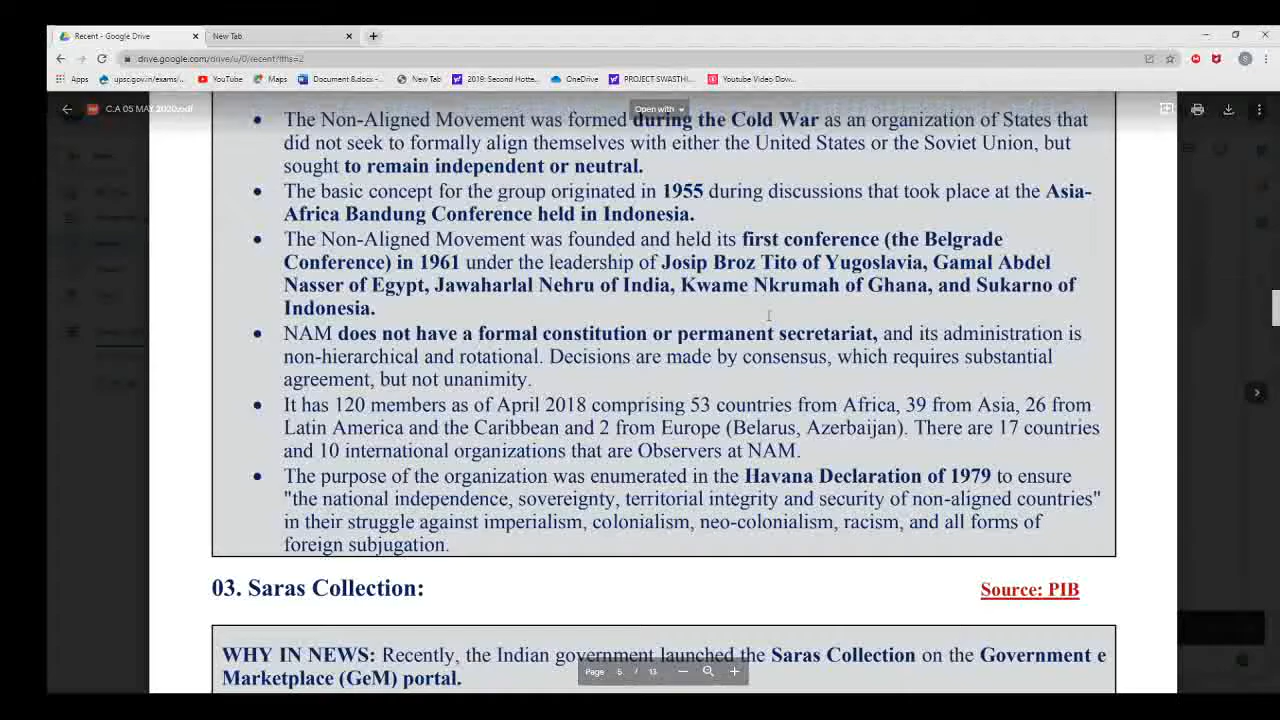 Recent - Google Drive
New Tab
drive.google.com/drive/u/0/recent?lfhs=2
Apps
upsc.gov.in/exams/...
YouTube
Maps
Document 8.docx...
New Tab
2019: Second Hotte...
OneDrive
PROJECT-SWASTHI...
Youtube Video Dow...
C.A 05 MAY 2020.pdf
Open with
• The Non-Aligned Movement was formed during the Cold War as an organization of States that
did not seek to formally align themselves with either the United States or the Soviet Union, but
sought to remain independent or neutral.
• The basic concept for the group originated in 1955 during discussions that took place at the Asia-
Africa Bandung Conference held in Indonesia.
• The Non-Aligned Movement was founded and held its first conference (the Belgrade
Conference) in 1961 under the leadership of Josip Broz Tito of Yugoslavia, Gamal Abdel
Nasser of Egypt, Jawaharlal Nehru of India, Kwame Nkrumah of Ghana, and Sukarno of
Indonesia.
• NAM does not have a formal constitution or permanent secretariat, and its administration is
non-hierarchical and rotational. Decisions are made by consensus, which requires substantial
agreement, but not unanimity.
• It has 120 members as of April 2018 comprising 53 countries from Africa, 39 from Asia, 26 from
Latin America and the Caribbean and 2 from Europe (Belarus, Azerbaijan). There are 17 countries
and 10 international organizations that are Observers at NAM.
• The purpose of the organization was enumerated in the Havana Declaration of 1979 to ensure
"the national independence, sovereignty, territorial integrity and security of non-aligned countries"
in their struggle against imperialism, colonialism, neo-colonialism, racism, and all forms of
foreign subjugation.
03. Saras Collection:
Source: PIB
WHY IN NEWS: Recently, the Indian government launched the Saras Collection on the Government e
Marketplace (GeM) portal.
Page 5 / 13